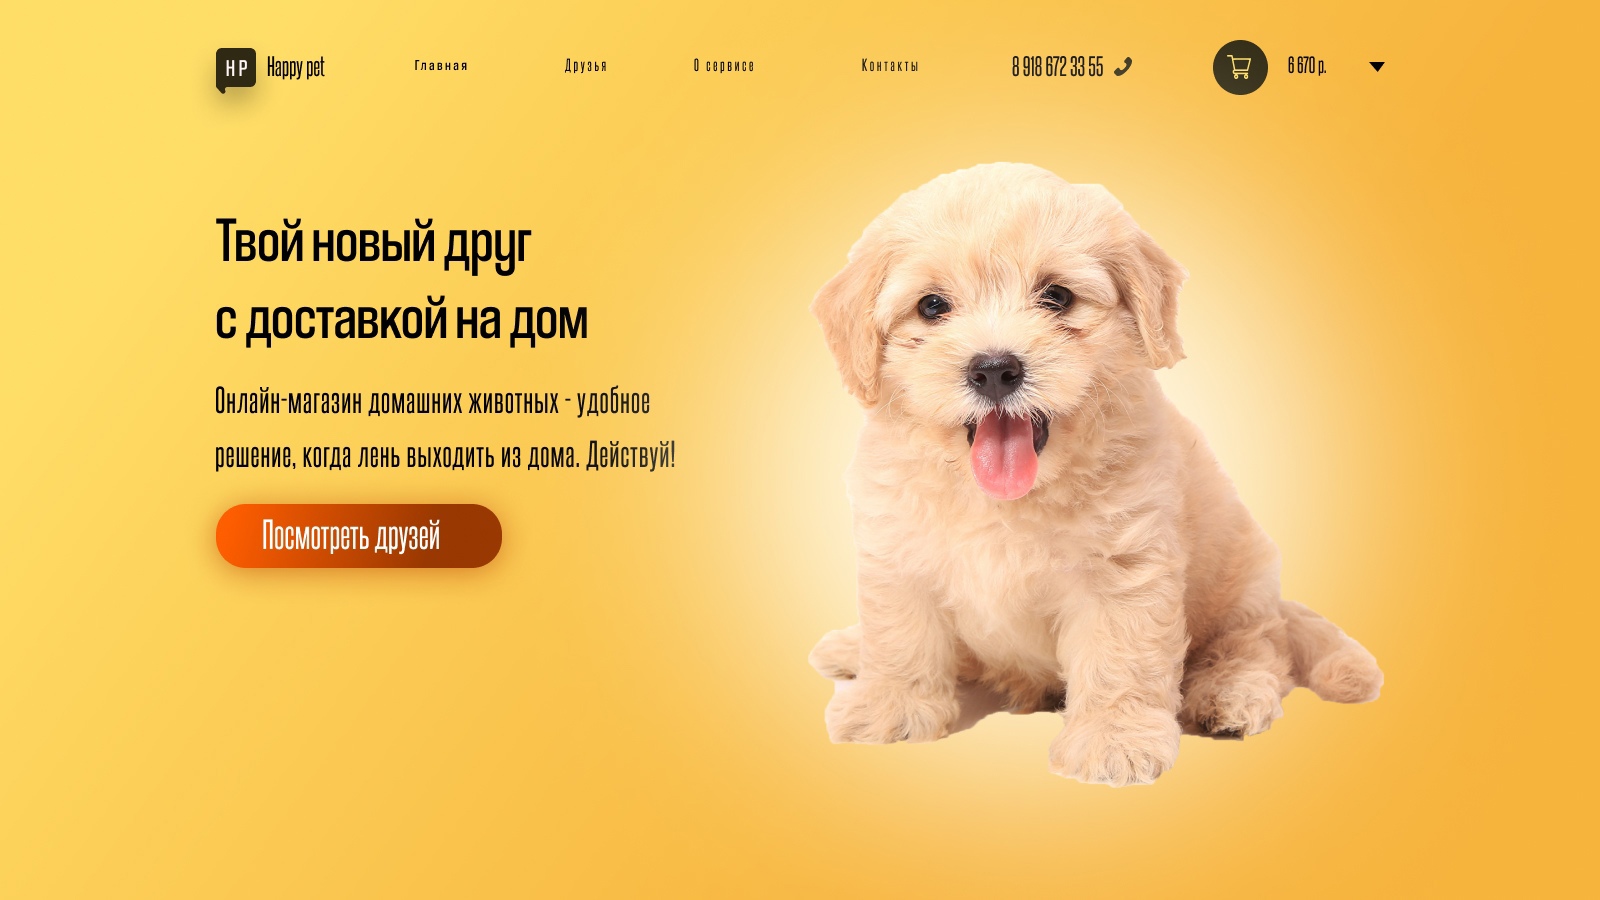 HP Happy pet
Главная
Друзья
О сервисе
Контакты
8 918 672 33 55
6 670 р.
Твой новый друг
с доставкой на дом
Онлайн-магазин домашних животных - удобное
решение, когда лень выходить из дома. Действуй!
Посмотреть друзей